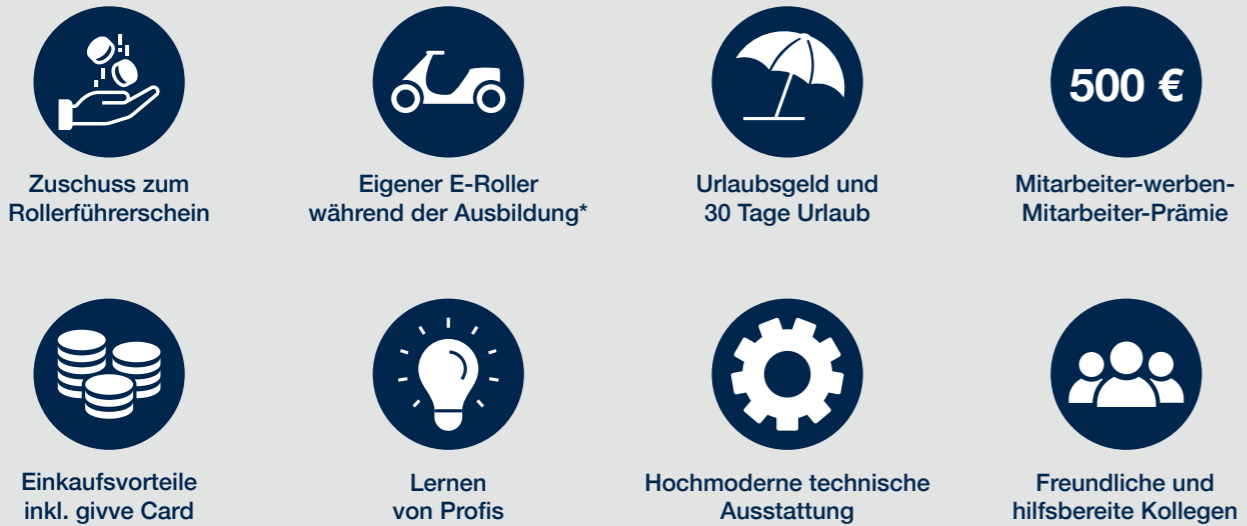 Zuschuss zum
Rollerführerschein
Eigener E-Roller
während der Ausbildung*
Urlaubsgeld und
30 Tage Urlaub
500 €
Mitarbeiter-werben-
Mitarbeiter-Prämie
Einkaufsvorteile
inkl. givve Card
Lernen
von Profis
Hochmoderne technische
Ausstattung
Freundliche und
hilfsbereite Kollegen